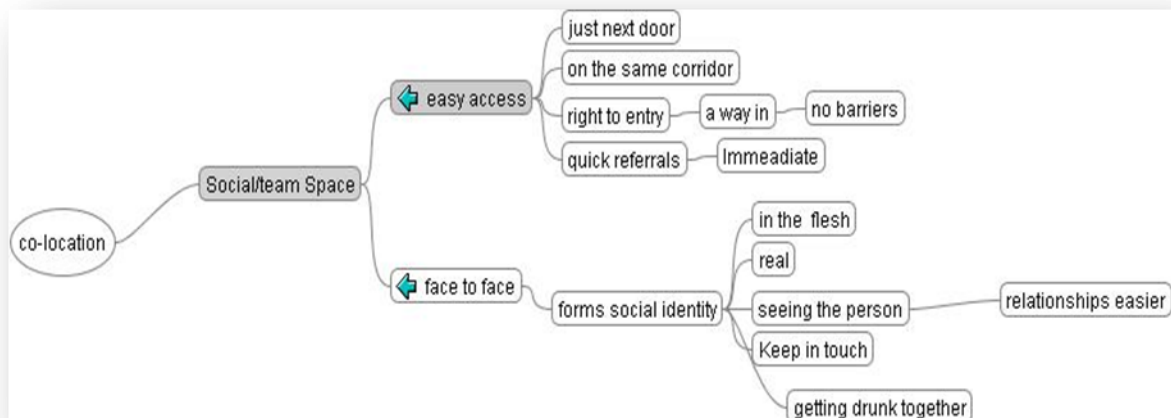 co-location
Social/team Space
easy access
just next door
on the same corridor
right to entry
a way in
no barriers
quick referrals
Immeadiate
face to face
forms social identity
in the flesh
real
seeing the person
relationships easier
Keep in touch
getting drunk together